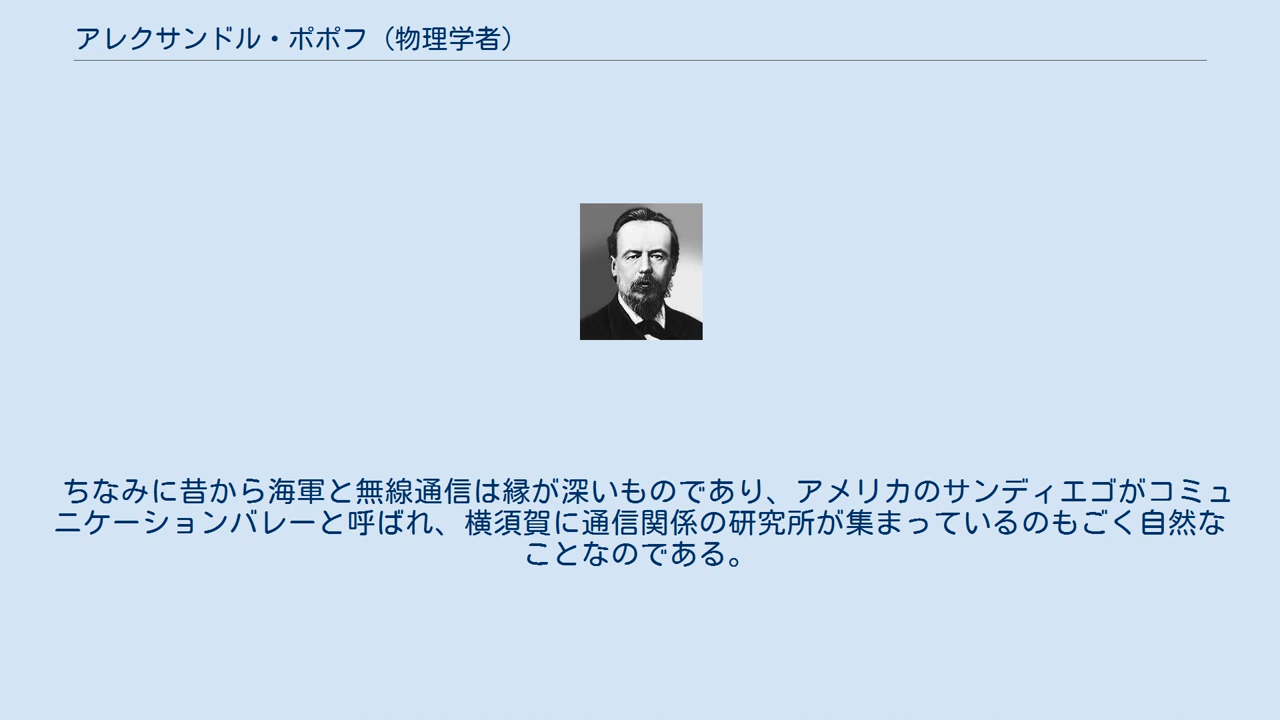 アレクサンドル・ポポフ（物理学者）
ちなみに昔から海軍と無線通信は縁が深いものであり、アメリカのサンディエゴがコミュ
ニケーションバレーと呼ばれ、横須賀に通信関係の研究所が集まっているのもごく自然な
ことなのである。